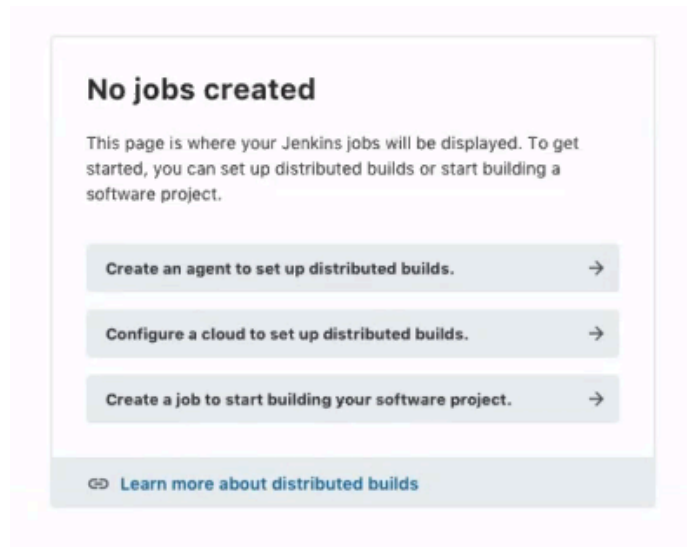 No jobs created
This page is where your Jenkins jobs will be displayed. To get
started, you can set up distributed builds or start building a
software project.
Create an agent to set up distributed builds.
Configure a cloud to set up distributed builds.
Create a job to start building your software project.
Learn more about distributed builds